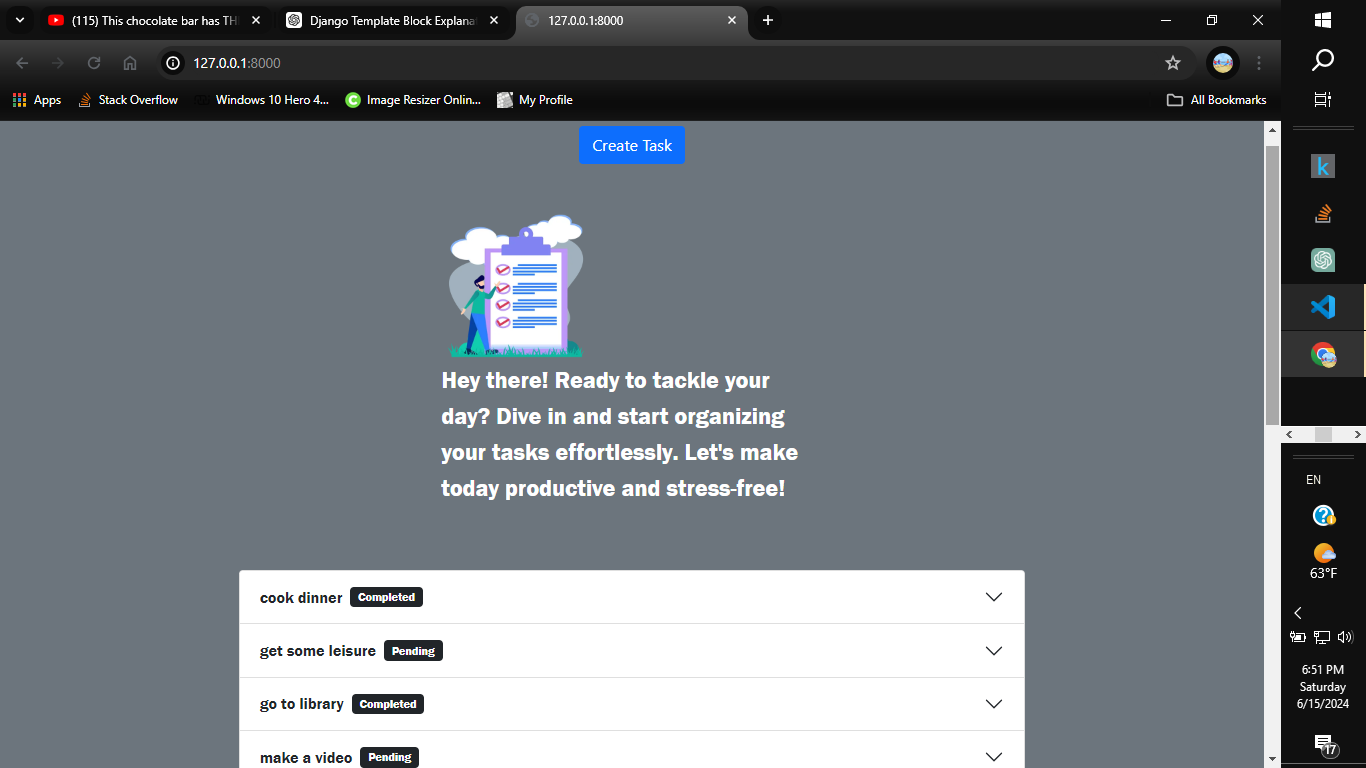 (115) This chocolate bar has TH
Django Template Block Explana
127.0.0.1:8000
127.0.0.1:8000
Apps
Stack Overflow
Windows 10 Hero 4...
Image Resizer Onlin...
My Profile
All Bookmarks
Create Task
Hey there! Ready to tackle your
day? Dive in and start organizing
your tasks effortlessly. Let's make
today productive and stress-free!
cook dinner Completed
get some leisure Pending
go to library Completed
make a video Pending
k
EN
63°F
6:51 PM
Saturday
6/15/2024
17